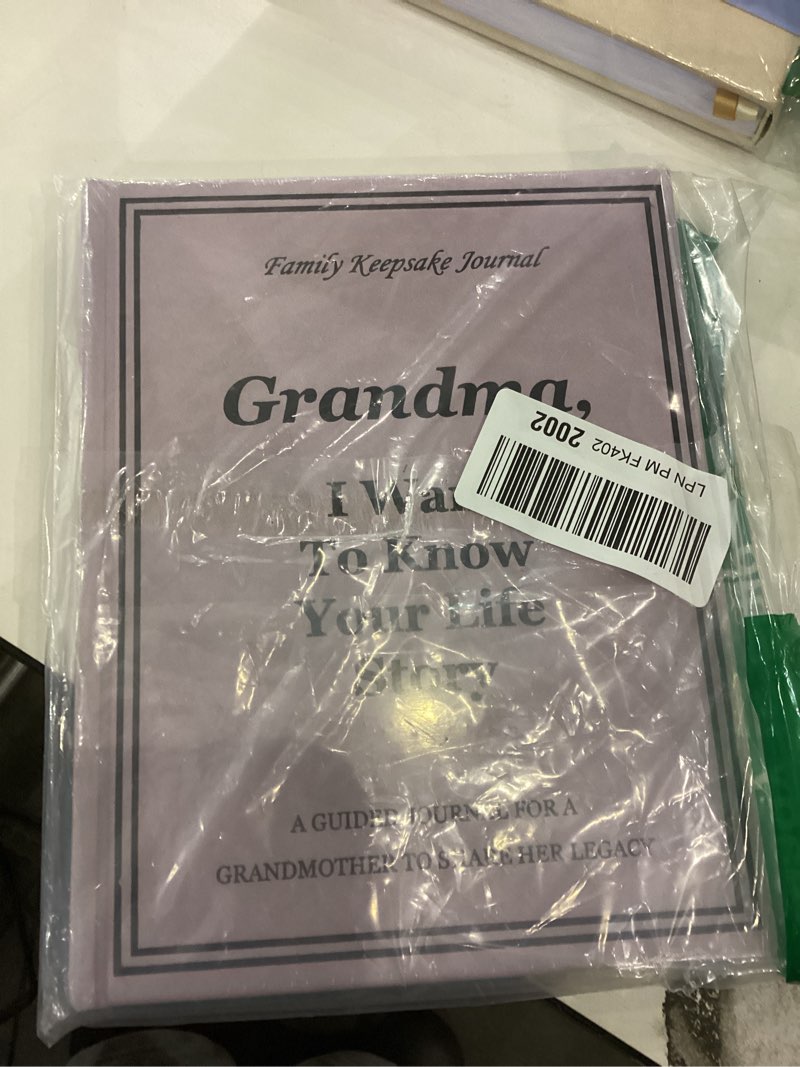 Family Keepsake Journal
Grandma,
I Wan
To Know
Your Life
Story
A GUIDED JOURNAL FOR A
GRANDMOTHER TO SHARE HER LEGACY
LPN PM FK402 2002